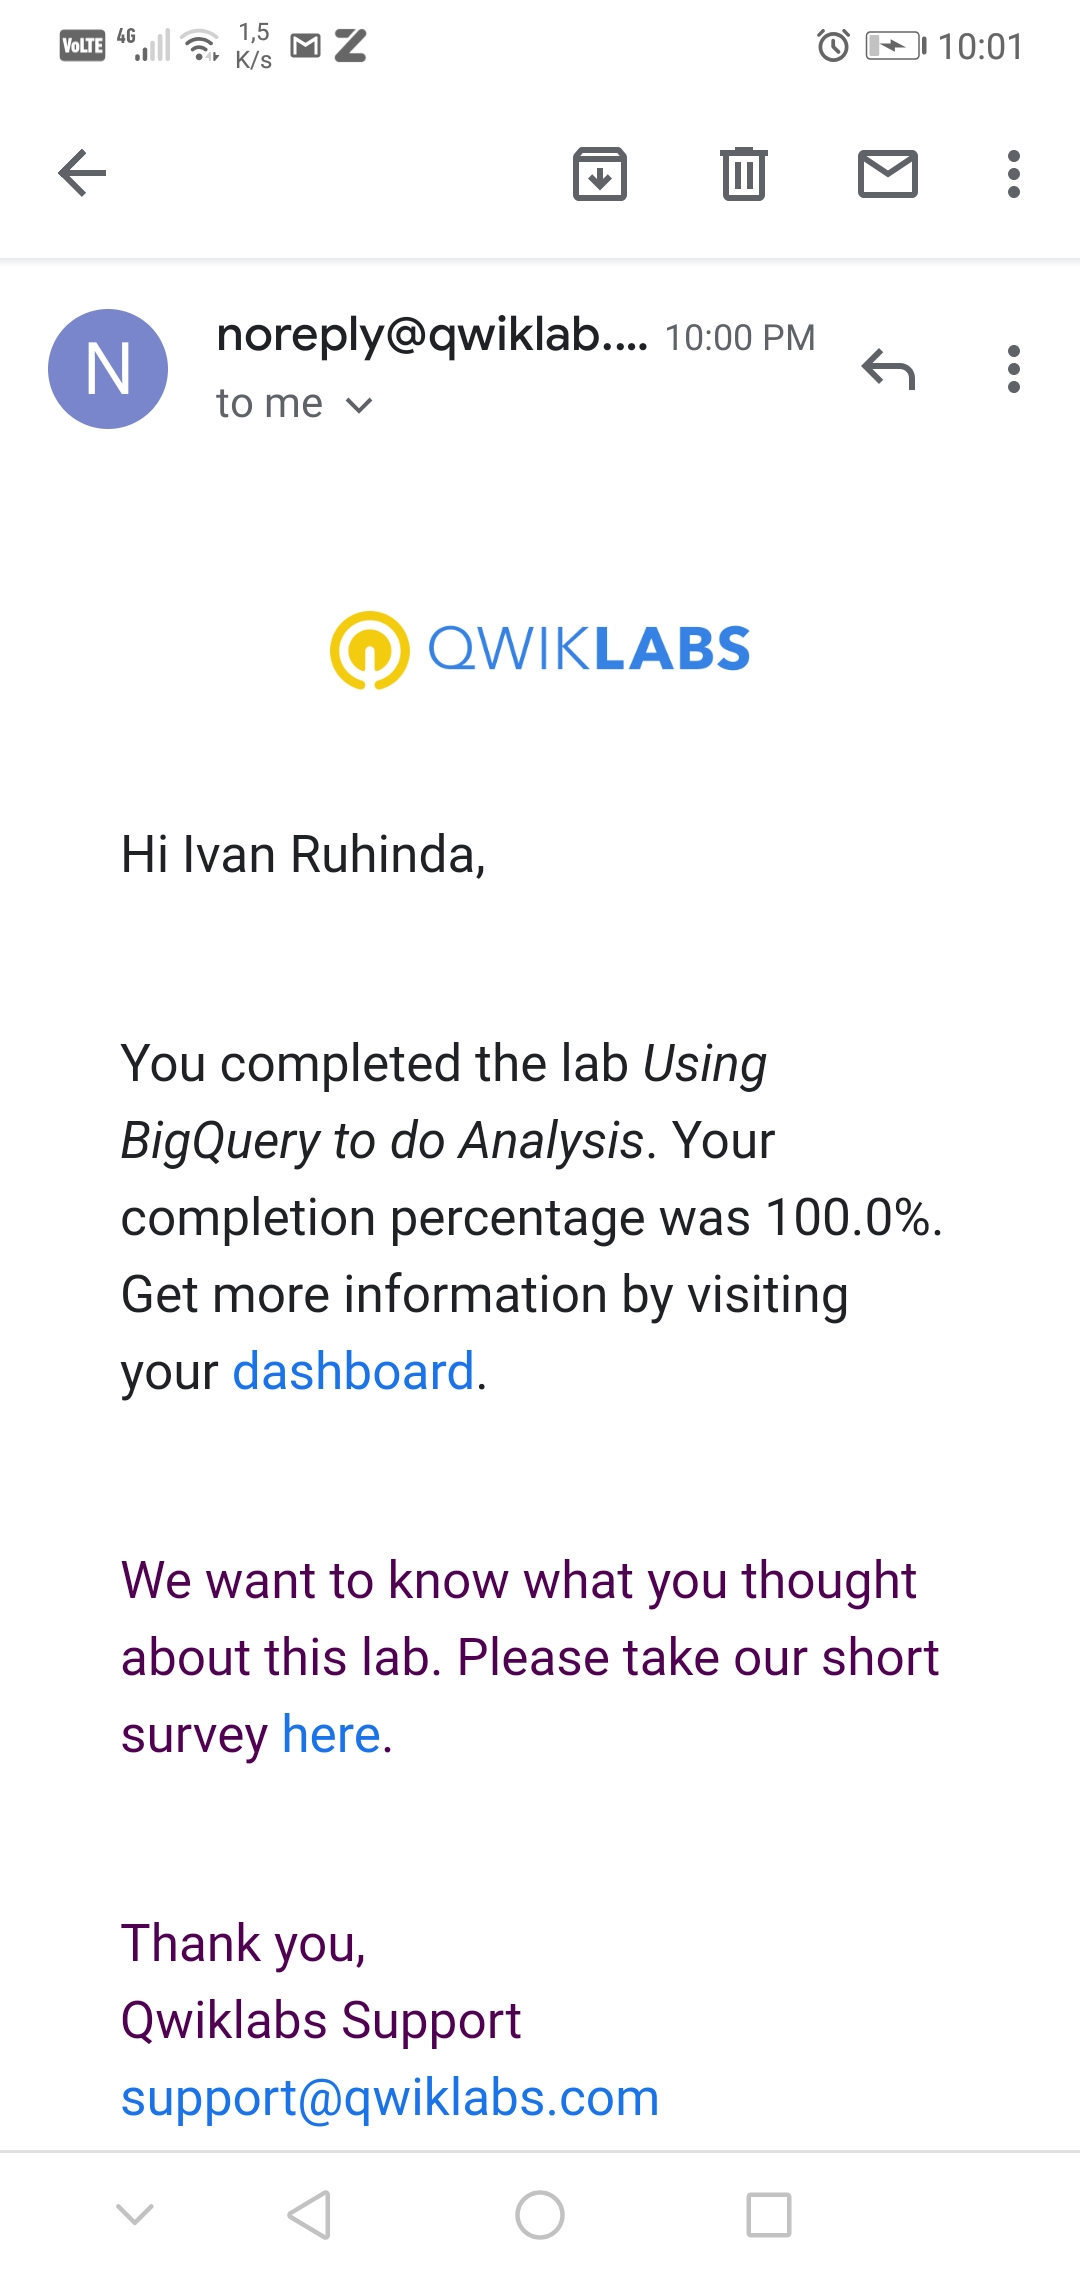 VoLTE 4G 1,5 K/s 10:01
noreply@qwiklab.... 10:00 PM
N
to me
QWIKLABS
Hi Ivan Ruhinda,
You completed the lab Using
BigQuery to do Analysis. Your
completion percentage was 100.0%.
Get more information by visiting
your dashboard.
We want to know what you thought
about this lab. Please take our short
survey here.
Thank you,
Qwiklabs Support
support@qwiklabs.com